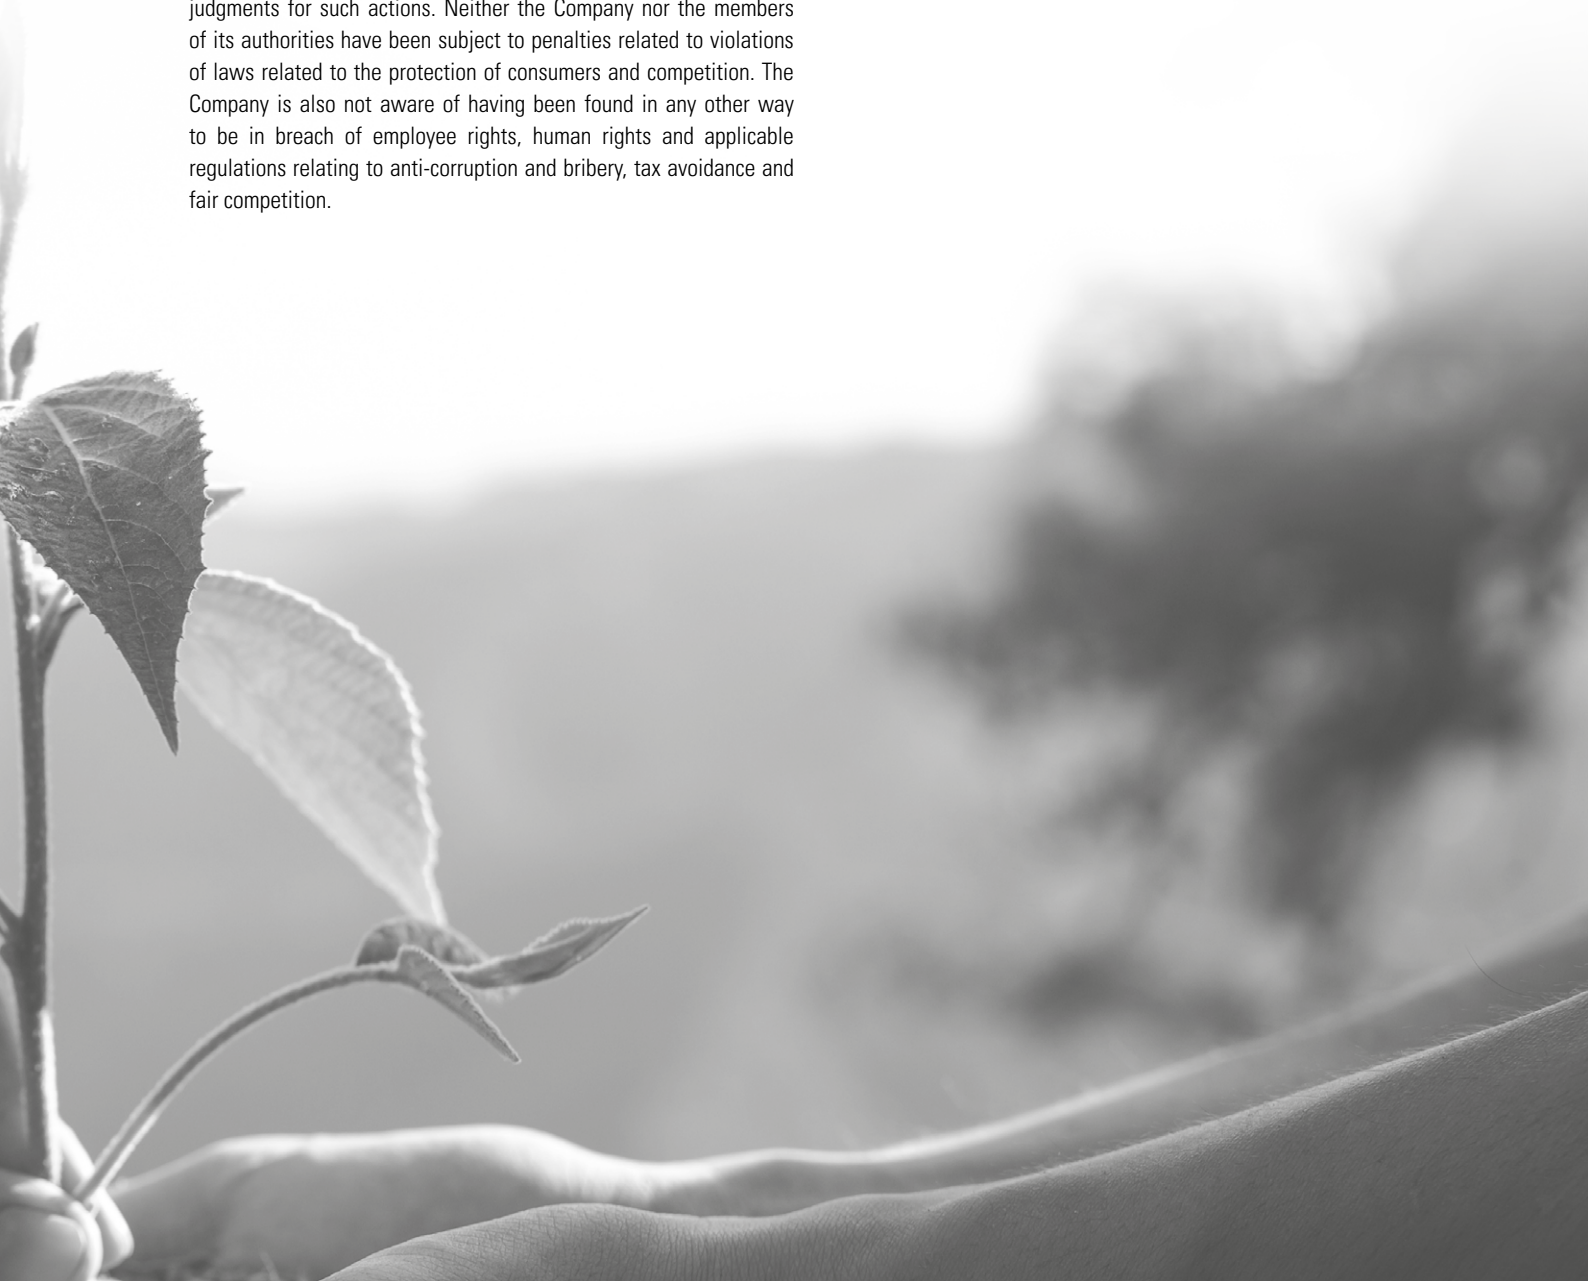 judgments for such actions. Neither the Company nor the members
of its authorities have been subject to penalties related to violations
of laws related to the protection of consumers and competition. The
Company is also not aware of having been found in any other way
to be in breach of employee rights, human rights and applicable
regulations relating to anti-corruption and bribery, tax avoidance and
fair competition.